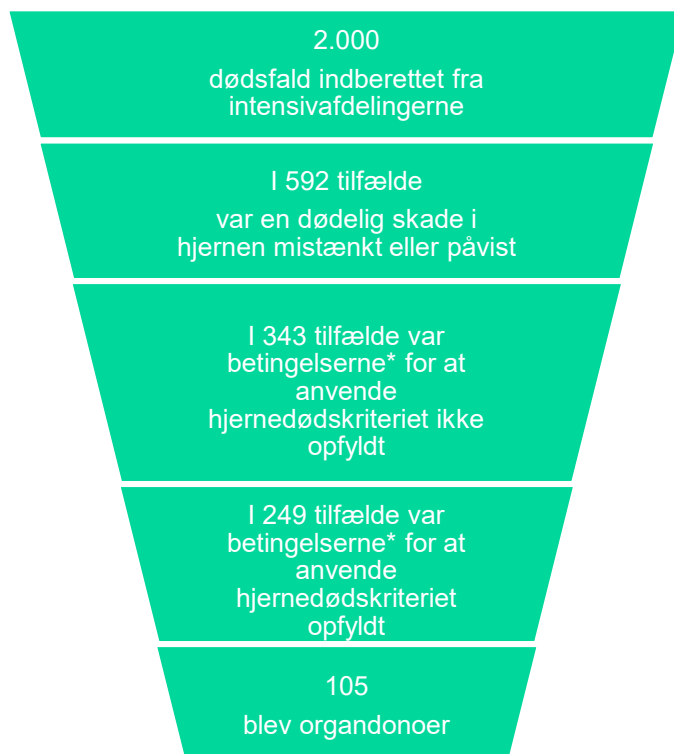 2.000
dødsfald indberettet fra
intensivafdelingerne
I 592 tilfælde
var en dødelig skade i
hjernen mistænkt eller påvist
I 343 tilfælde var
betingelserne* for at
anvende
hjernedødskriteriet ikke
opfyldt
I 249 tilfælde var
betingelserne* for at
anvende
hjernedødskriteriet
opfyldt
105
blev organdonoer